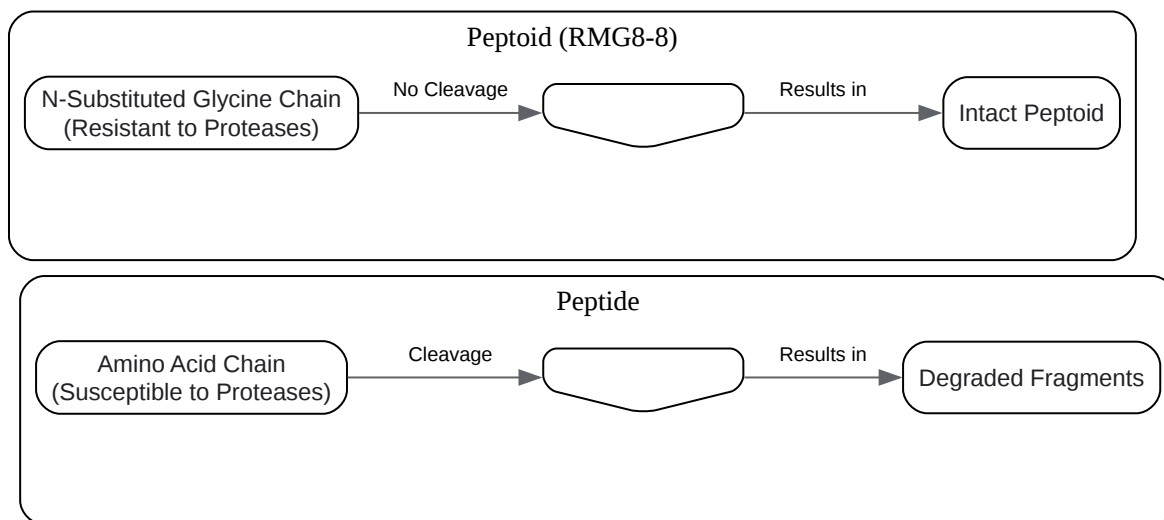 Peptoid (RMG8-8)
N-Substituted Glycine Chain
(Resistant to Proteases)
No Cleavage
Results in
Intact Peptoid
Peptide
Amino Acid Chain
(Susceptible to Proteases)
Cleavage
Results in
Degraded Fragments